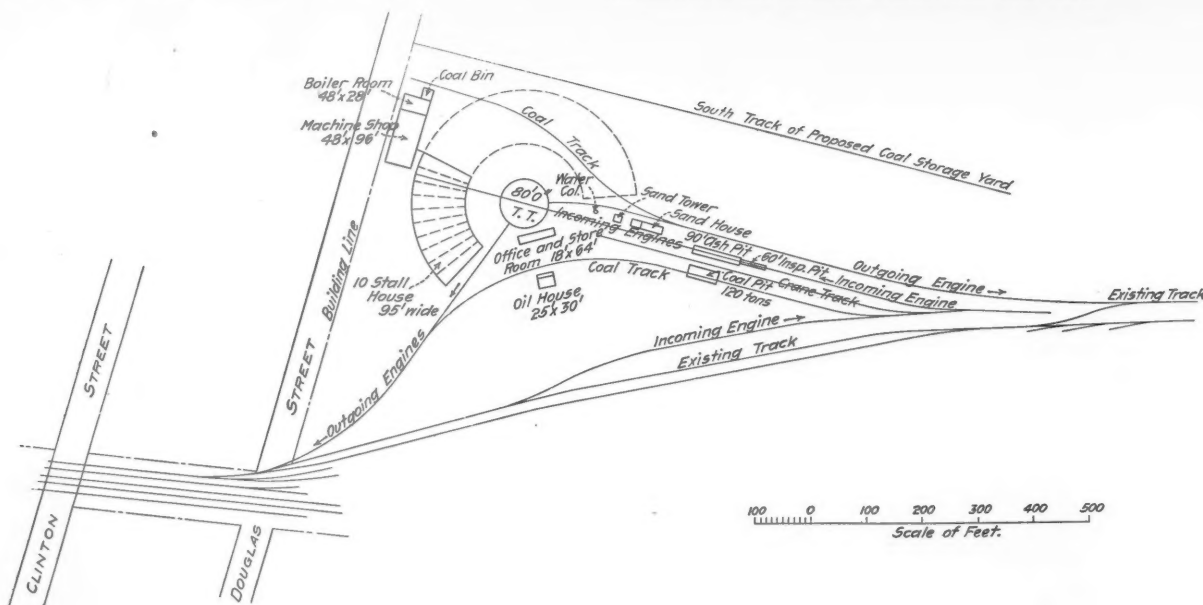 Boiler Room
48'x28'
Coal Bin
Machine Shop
48'x 96'
Coal Track
South Track of Proposed Coal Storage Yard
Water
Col.
80'0"
T. T.
Sand Tower
Sand House
Incoming Engines
90' Ash Pit
60' Insp. Pit
Outgoing Engine
Incoming Engine
Office and Store
Room 18'x 64'
Coal Track
Coal Pit
120 tons
Crane Track
Existing Track
10 Stall
House
95' wide
Oil House
25'x 30'
Incoming Engine
Existing Track
Outgoing Engines
STREET
STREET
Building Line
CLINTON
DOUGLAS
100 0 100 200 300 400 500
Scale of Feet.